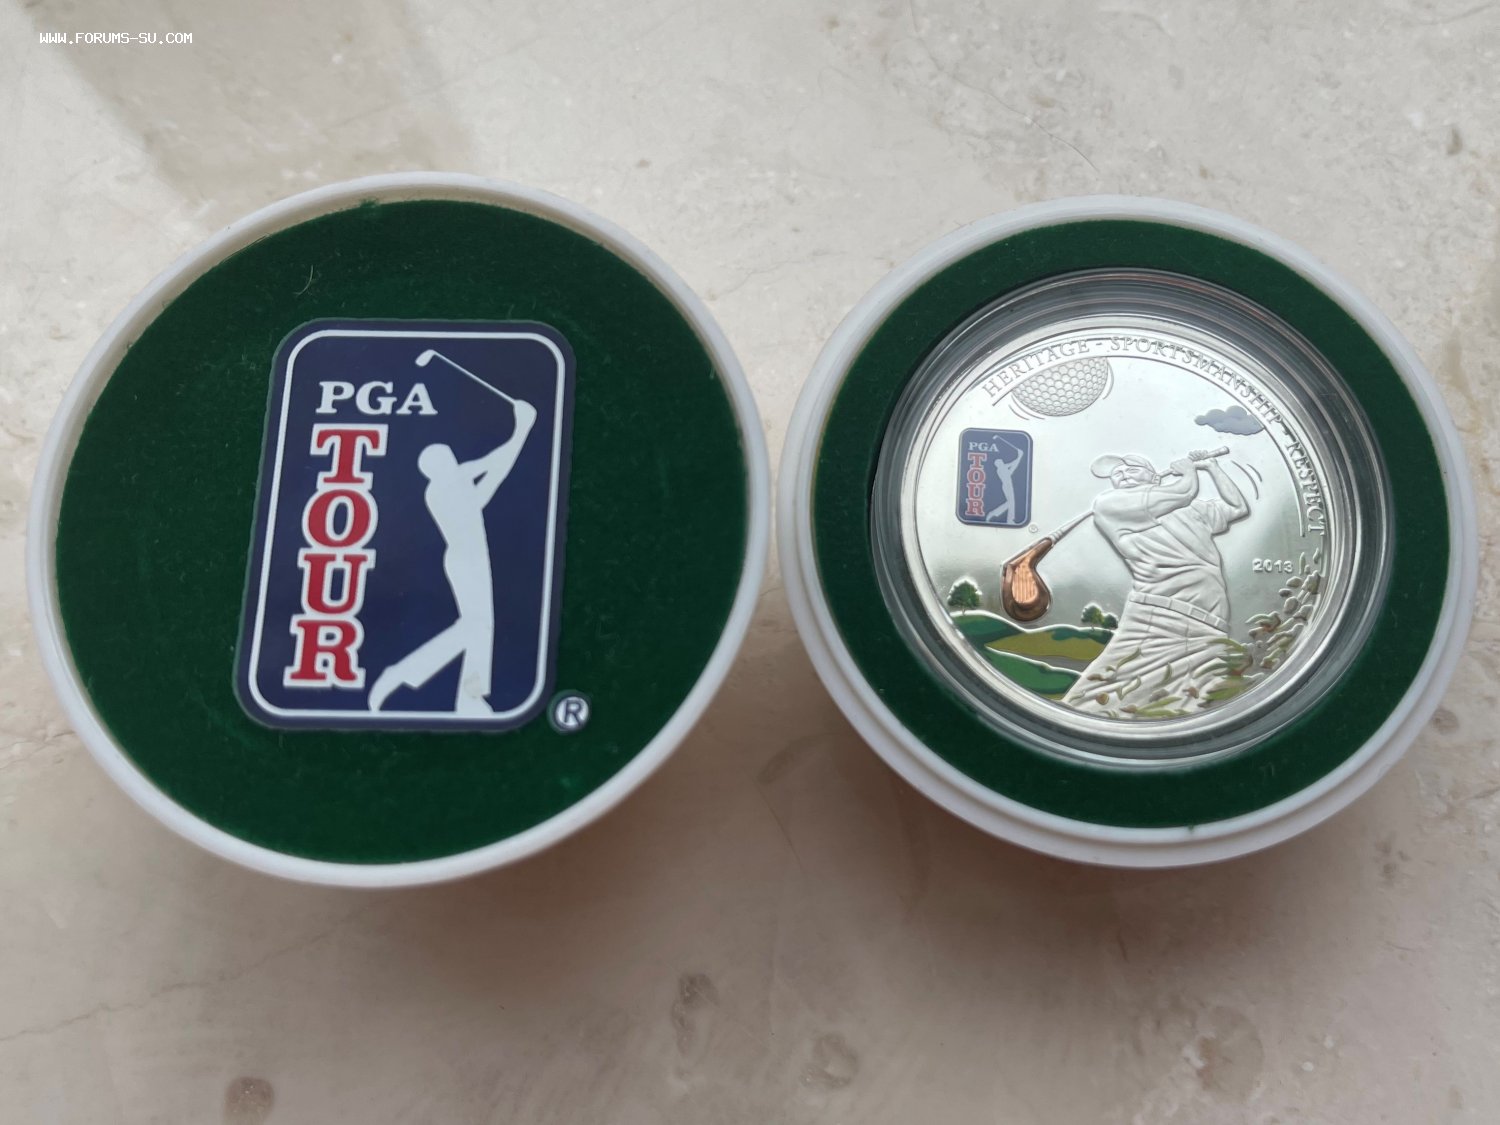 WWW.FORUMS-SU.COM
PGA
TOUR
®
HERITAGE - SPORTSMANSHIP - RESPECT
PGA
TOUR
®
2013